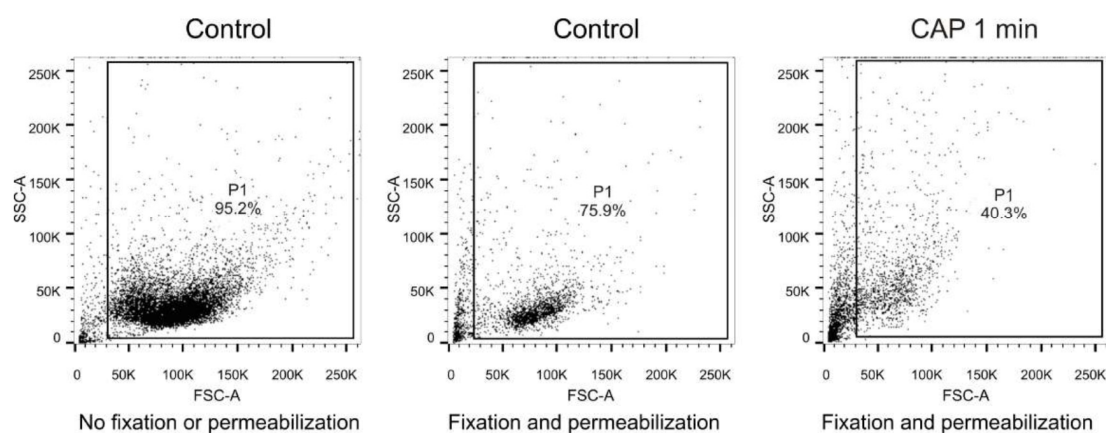 Control
250K
200K
150K
100K
50K
0
SSC-A
P1
95.2%
0 50K 100K 150K 200K 250K
FSC-A
No fixation or permeabilization
Control
250K
200K
150K
100K
50K
0
SSC-A
P1
75.9%
0 50K 100K 150K 200K 250K
FSC-A
Fixation and permeabilization
CAP 1 min
250K
200K
150K
100K
50K
0
SSC-A
P1
40.3%
0 50K 100K 150K 200K 250K
FSC-A
Fixation and permeabilization